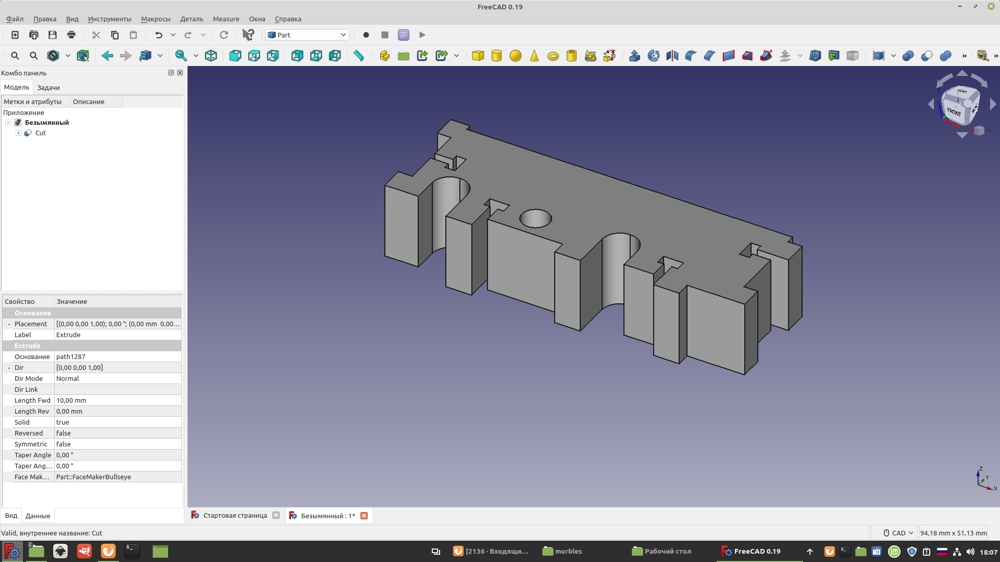 FreeCAD 0.19
Файл Правка Вид Инструменты Макросы Деталь Measure Окна Справка
Part
Комбо панель
Модель Задачи
Метки и атрибуты Описание
Приложение
Безымянный
Cut
Свойство Значение
Основание
Placement [(0,00 0,00 1,00); 0,00 °; (0,00 mm 0,00...
Label Extrude
Extrude
Основание path1287
Dir [0,00 0,00 1,00]
Dir Mode Normal
Dir Link
Length Fwd 10,00 mm
Length Rev 0,00 mm
Solid true
Reversed false
Symmetric false
Taper Angle 0,00 °
Taper Ang... 0,00 °
Face Mak... Part::FaceMakerBullseye
Вид Данные
FRONT
Z
Z
Y
X
Стартовая страница
Безымянный : 1*
Valid, внутреннее название: Cut
CAD
94,18 mm x 51,13 mm
2
[2136 · Входящи...
murbles
Рабочий стол
FreeCAD 0.19
18:07